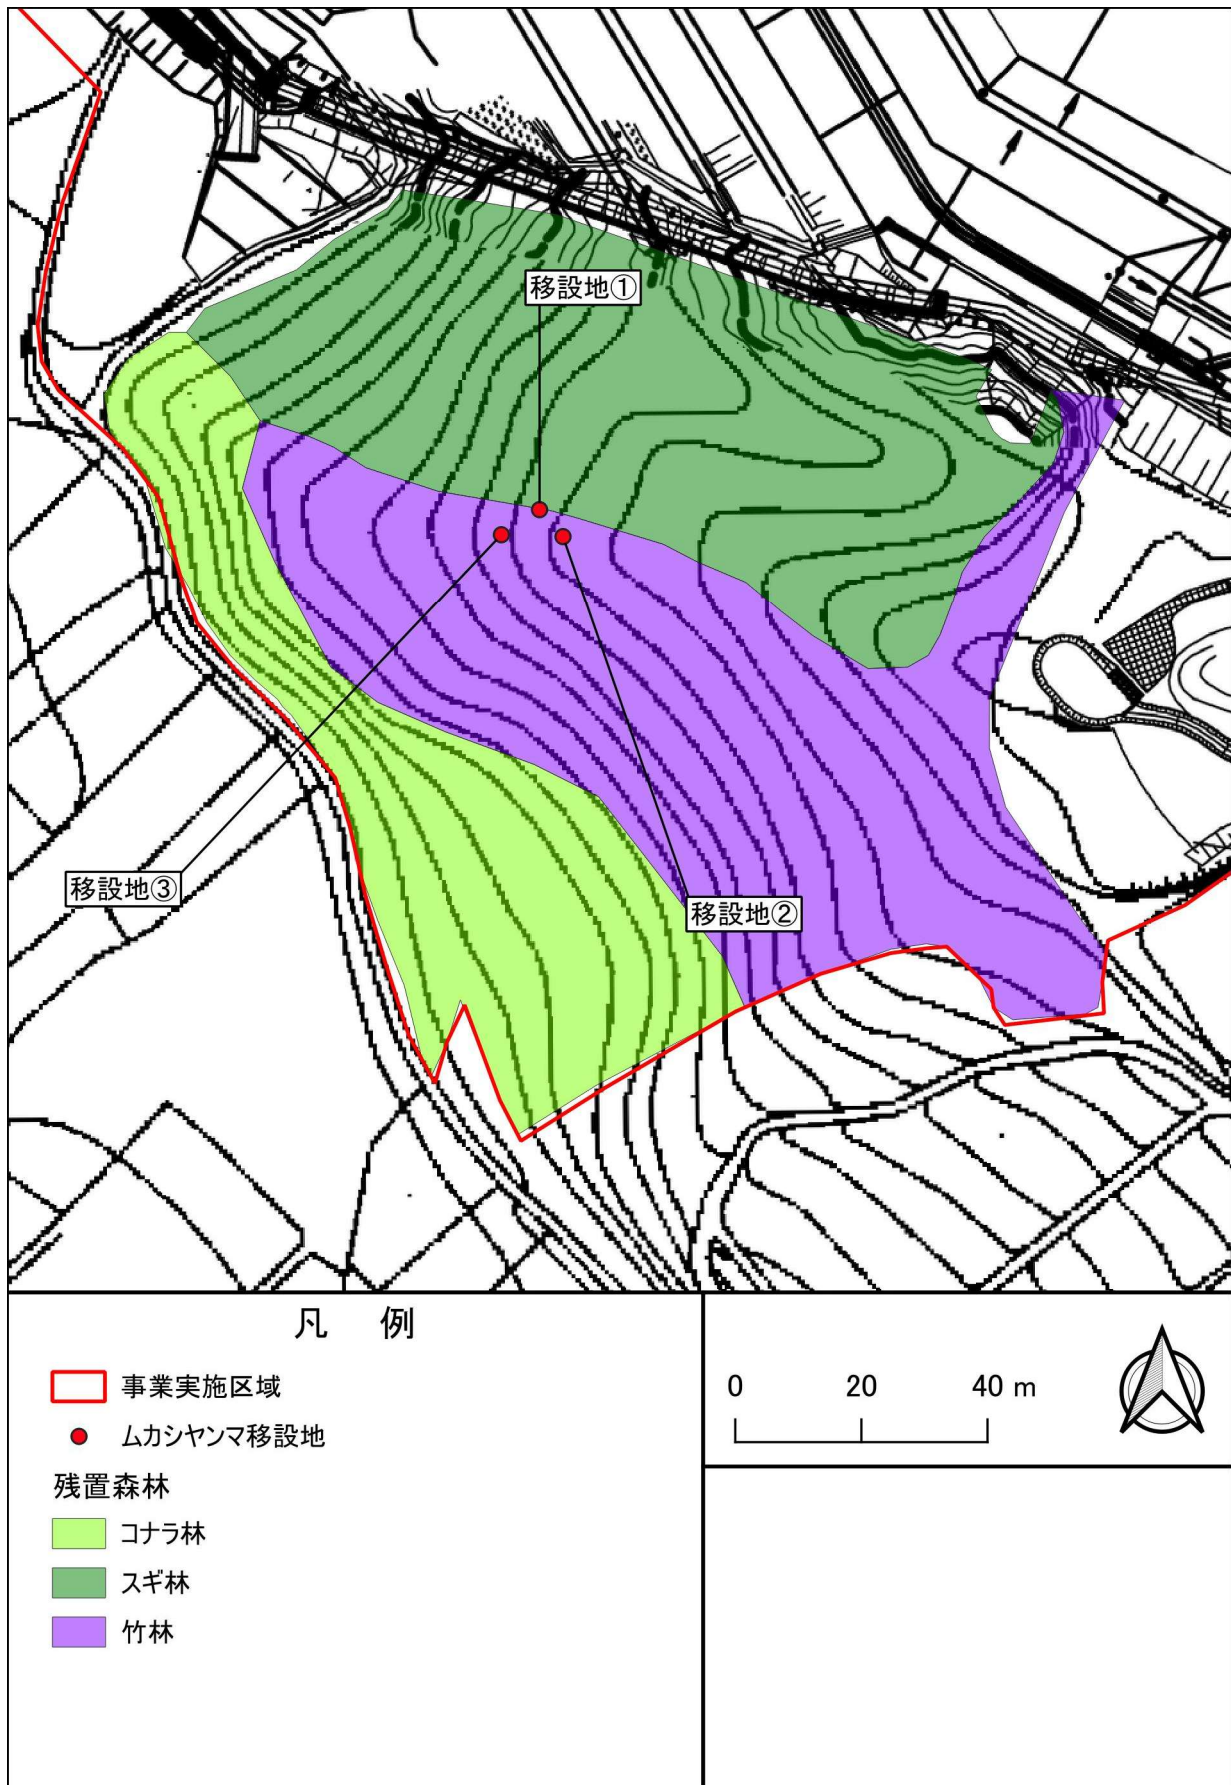 移設地①
移設地③
移設地②
凡 例
事業実施区域
ムカシヤンマ移設地
残置森林
コナラ林
スギ林
竹林
0 20 40 m